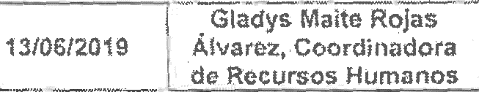 13/06/2019
Gladys Maite Rojas
Álvarez, Coordinadora
de Recursos Humanos